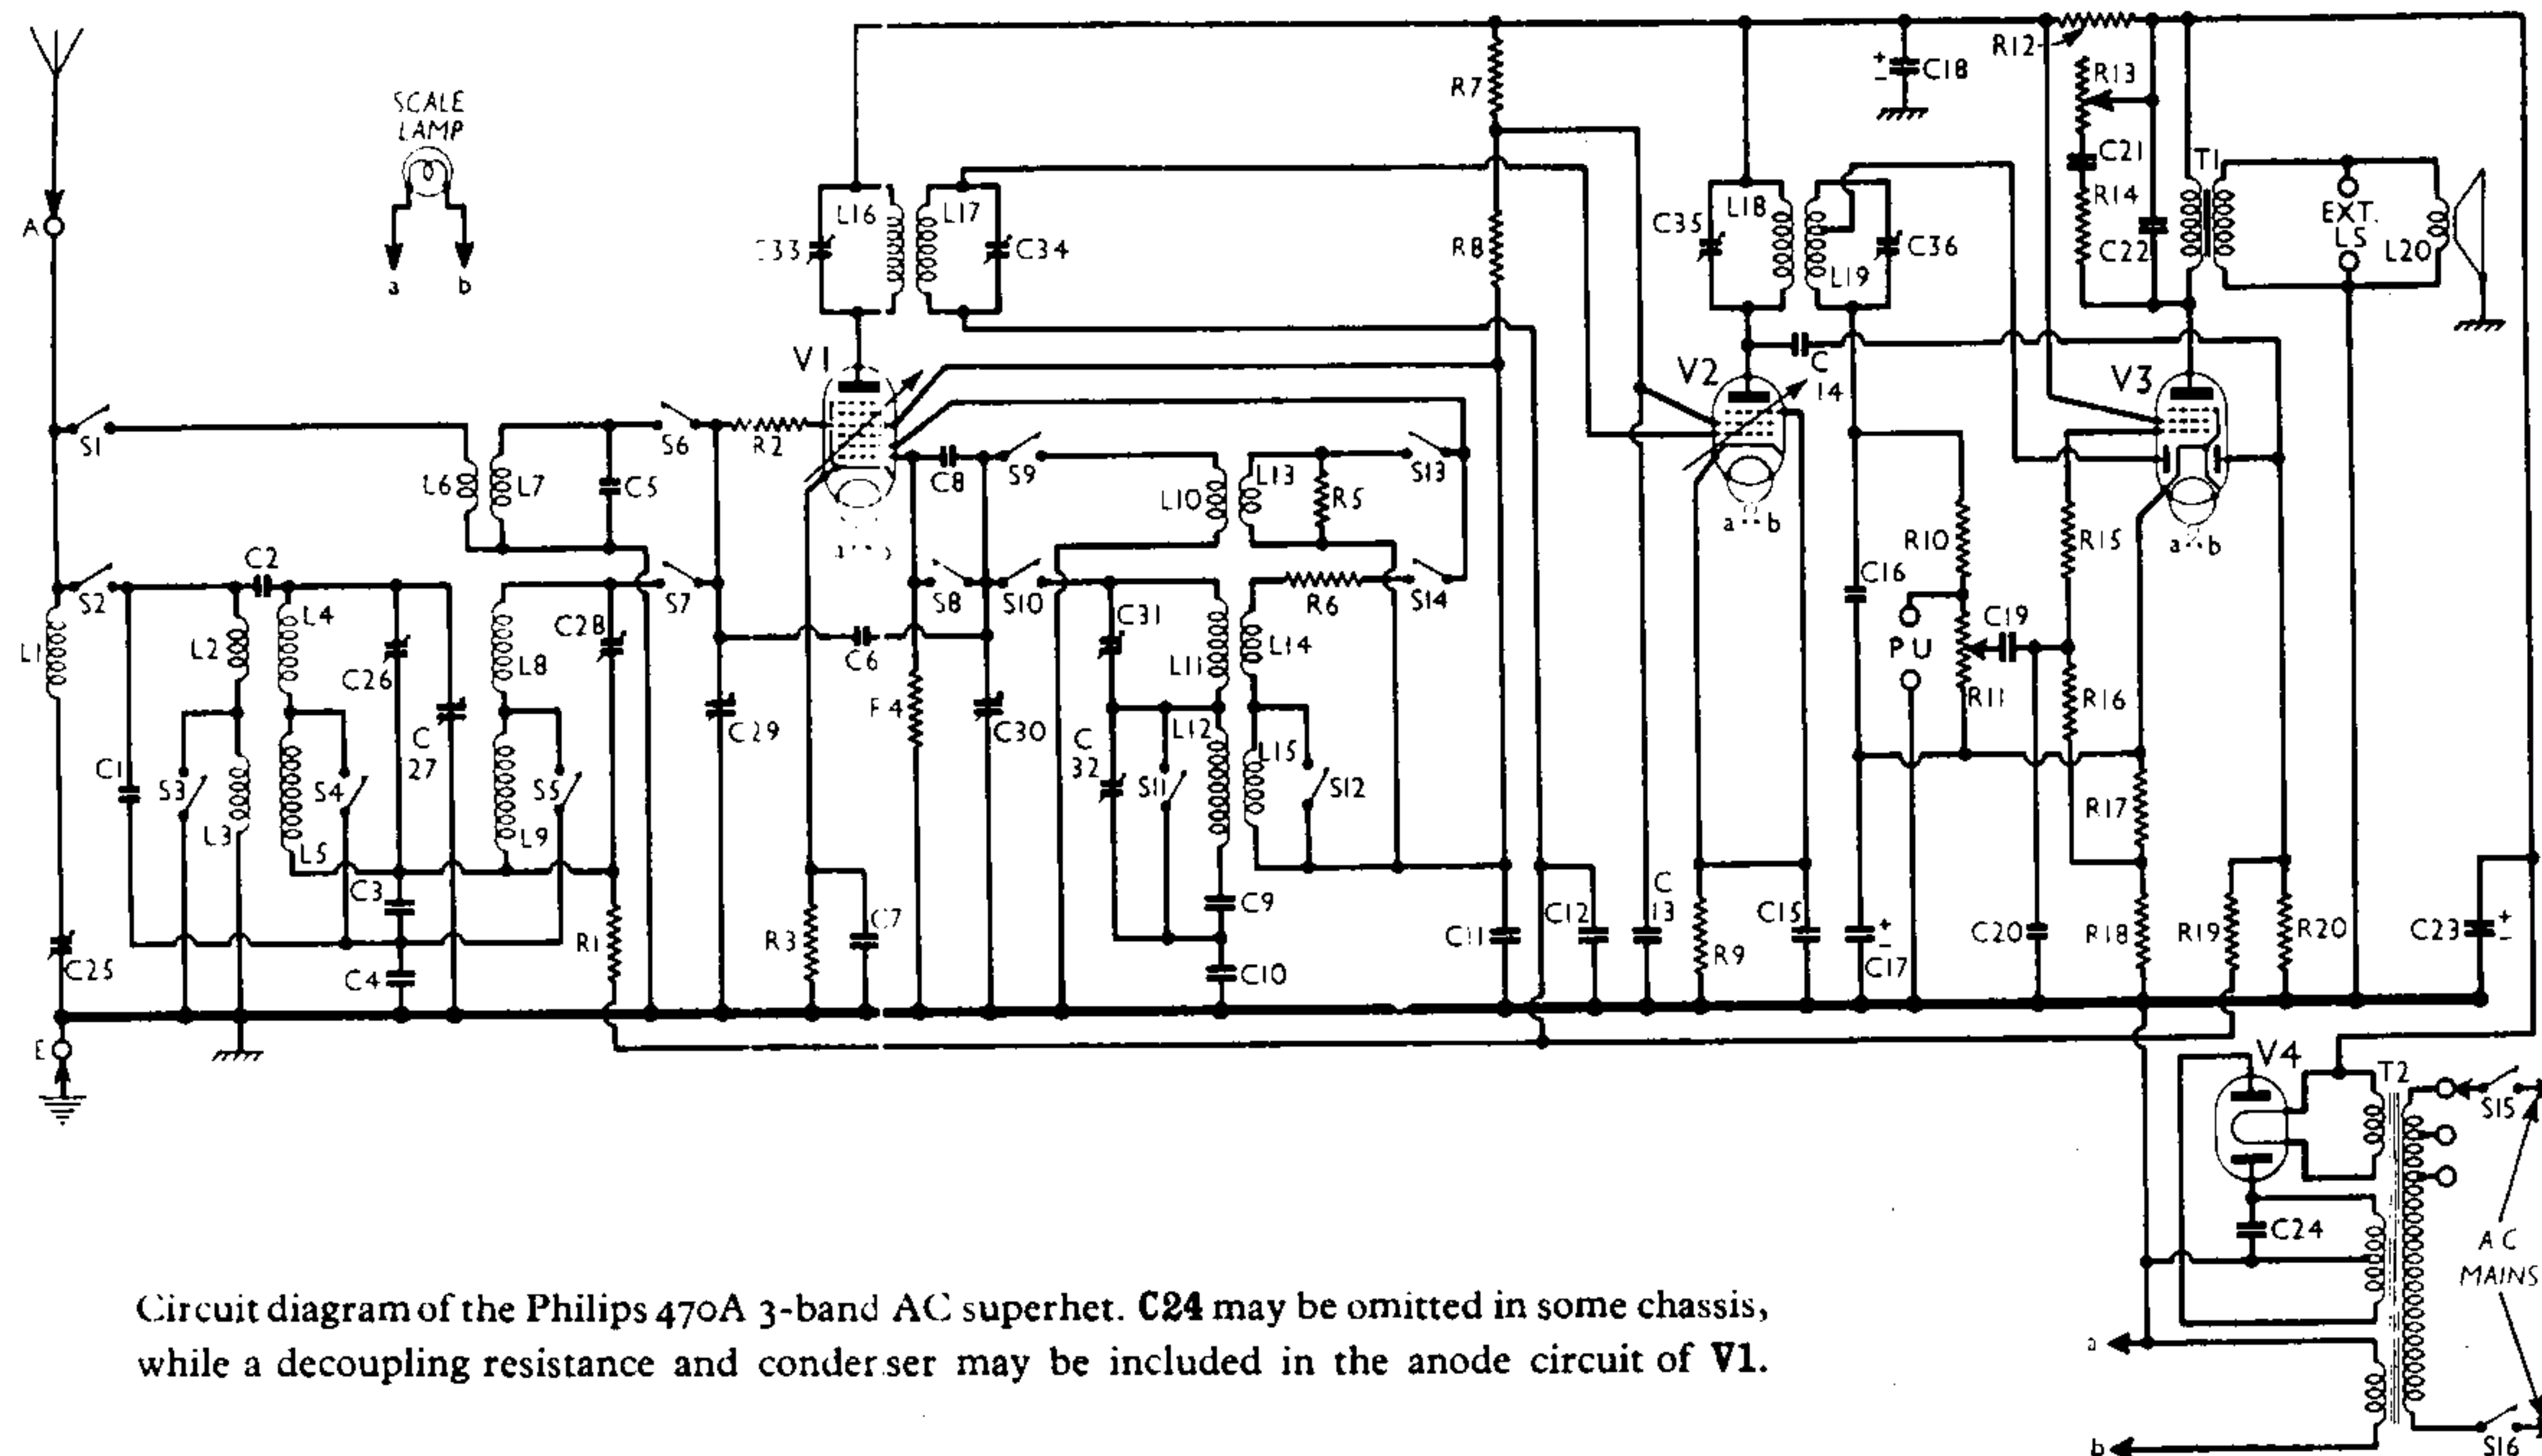 SCALE
LAMP
a b
A
S1
S2
S6
S7
L6 L7
C5
C2
L1
L2
L3
L4
L5
C1
S3
S4
S5
C26
C
27
L8
L9
C28
C3
C4
C25
R1
E
L16 L17
C34
V1
R2
C8
S9
S8
S10
C6
C29
C30
R3
C7
L10
L13
R5
S13
R6
S14
C31
L11
L14
C
32
S11
L12
L15
S12
C9
C10
R7
R8
C11
C12
C
13
C35
L18
L19
C36
V2
C
14
a b
R9
C15
C16
C17
C18
R12
R13
C21
R14
C22
T1
EXT.
LS
L20
V3
a b
R10
R15
PU
C19
R11
R16
R17
C20
R18
R19
R20
C23
V4
T2
S15
C24
AC
MAINS
a
b
S16
Circuit diagram of the Philips 470A 3-band AC superhet. C24 may be omitted in some chassis,
while a decoupling resistance and condenser may be included in the anode circuit of V1.